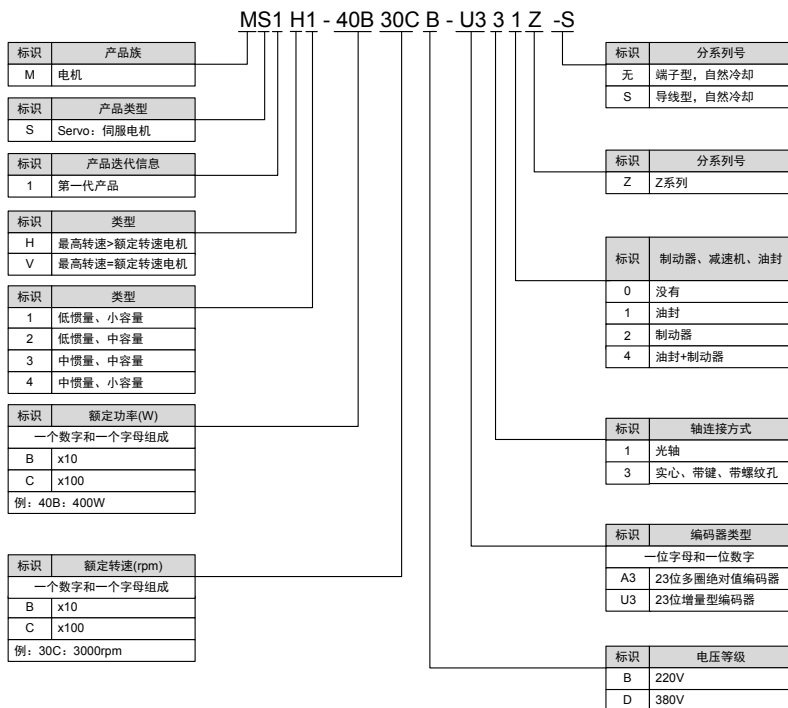 MS1 H1 - 40B 30C B - U3 3 1 Z -S
标识 产品族
M 电机
标识 产品类型
S Servo：伺服电机
标识 产品迭代信息
1 第一代产品
标识 类型
H 最高转速>额定转速电机
V 最高转速=额定转速电机
标识 类型
1 低惯量、小容量
2 低惯量、中容量
3 中惯量、中容量
4 中惯量、小容量
标识 额定功率(W)
一个数字和一个字母组成
B x10
C x100
例：40B：400W
标识 额定转速(rpm)
一个数字和一个字母组成
B x10
C x100
例：30C：3000rpm
标识 分系列号
无 端子型，自然冷却
S 导线型，自然冷却
标识 分系列号
Z Z系列
标识 制动器、减速机、油封
0 没有
1 油封
2 制动器
4 油封+制动器
标识 轴连接方式
1 光轴
3 实心、带键、带螺纹孔
标识 编码器类型
一位字母和一位数字
A3 23位多圈绝对值编码器
U3 23位增量型编码器
标识 电压等级
B 220V
D 380V